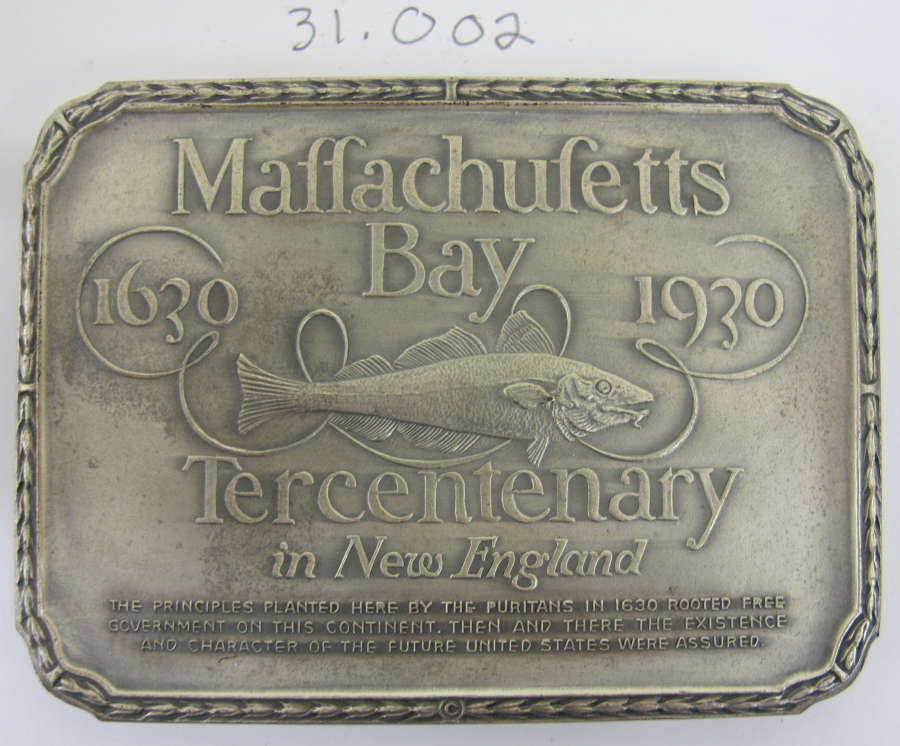 31.002
Maſſachuſetts
Bay
1630 1930
Tercentenary
in New England
THE PRINCIPLES PLANTED HERE BY THE PURITANS IN 1630 ROOTED FREE
GOVERNMENT ON THIS CONTINENT. THEN AND THERE THE EXISTENCE
AND CHARACTER OF THE FUTURE UNITED STATES WERE ASSURED.
©